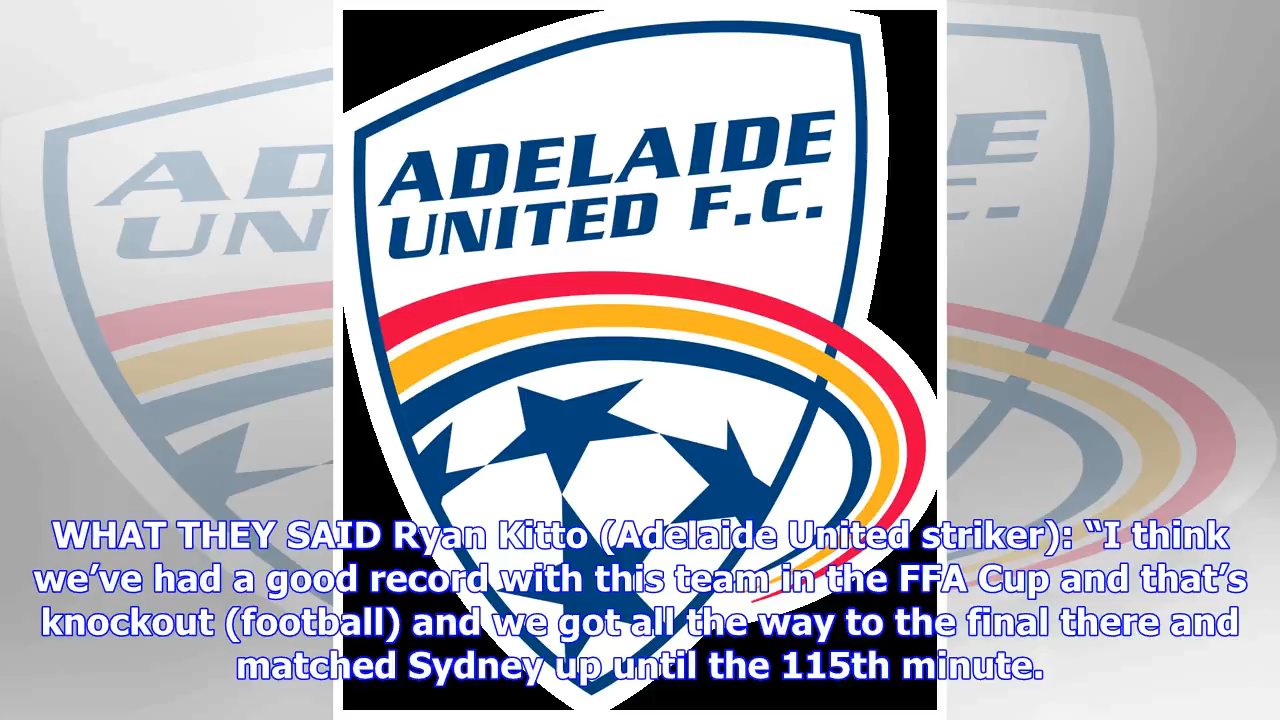 ADELAIDE
UNITED F.C.
WHAT THEY SAID Ryan Kitto (Adelaide United striker): “I think
we’ve had a good record with this team in the FFA Cup and that’s
knockout (football) and we got all the way to the final there and
matched Sydney up until the 115th minute.